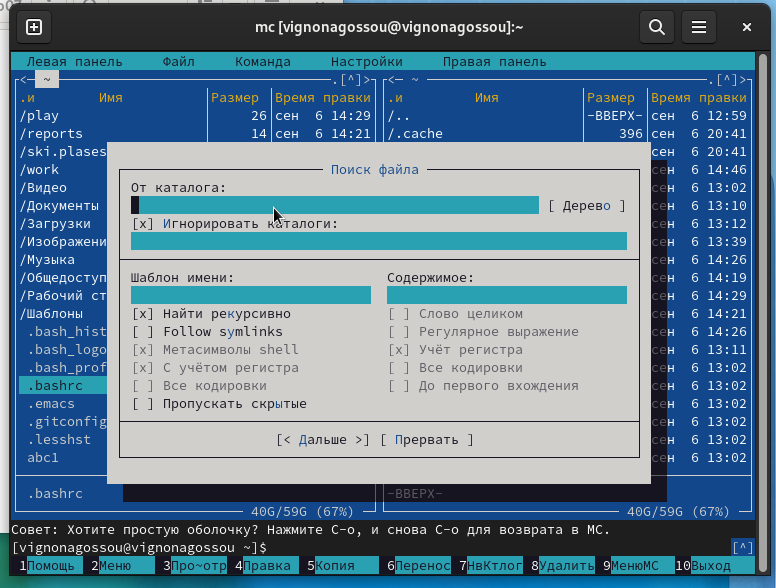 mc [vignonagossou@vignonagossou]:~
Левая панель Файл Команда Настройки Правая панель
<- ~ .[^]> <- ~ .[^]>
.и Имя Размер Время правки .и Имя Размер Время правки
/play 26 сен 6 14:29 /.. -ВВЕРХ- сен 6 12:59
/reports 14 сен 6 14:21 /.cache 396 сен 6 20:41
/ski.plases сен 6 20:41
/work сен 6 14:46
/Видео сен 6 13:02
/Документы сен 6 13:10
/Загрузки сен 6 13:12
/Изображени сен 6 13:39
/Музыка сен 6 14:26
/Общедоступ сен 6 14:19
/Рабочий ст сен 6 14:29
/Шаблоны сен 6 14:21
.bash_hist сен 6 14:26
.bash_logo сен 6 13:11
.bash_prof сен 6 13:02
.bashrc сен 6 13:02
.emacs сен 6 13:02
.gitconfig сен 6 13:02
.lesshst сен 6 13:02
abc1 сен 6 13:02
Поиск файла
От каталога:
[ Дерево ]
[x] Игнорировать каталоги:
Шаблон имени: Содержимое:
[x] Найти рекурсивно [ ] Слово целиком
[ ] Follow symlinks [ ] Регулярное выражение
[x] Метасимволы shell [x] Учёт регистра
[x] С учётом регистра [ ] Все кодировки
[ ] Все кодировки [ ] До первого вхождения
[ ] Пропускать скрытые
[< Дальше >] [ Прервать ]
.bashrc -ВВЕРХ-
40G/59G (67%) 40G/59G (67%)
Совет: Хотите простую оболочку? Нажмите C-o, и снова C-o для возврата в MC.
[vignonagossou@vignonagossou ~]$ [^]
1Помощь 2Меню 3Про~отр 4Правка 5Копия 6Перенос 7НвКтлог 8Удалить 9МенюMC 10Выход